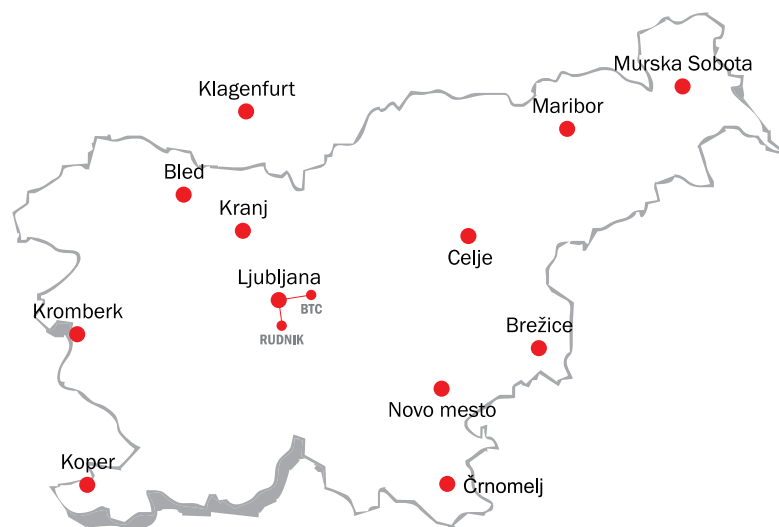 Murska Sobota
Klagenfurt
Maribor
Bled
Kranj
Celje
Ljubljana
BTC
Kromberk
RUDNIK
Brežice
Novo mesto
Koper
Črnomelj